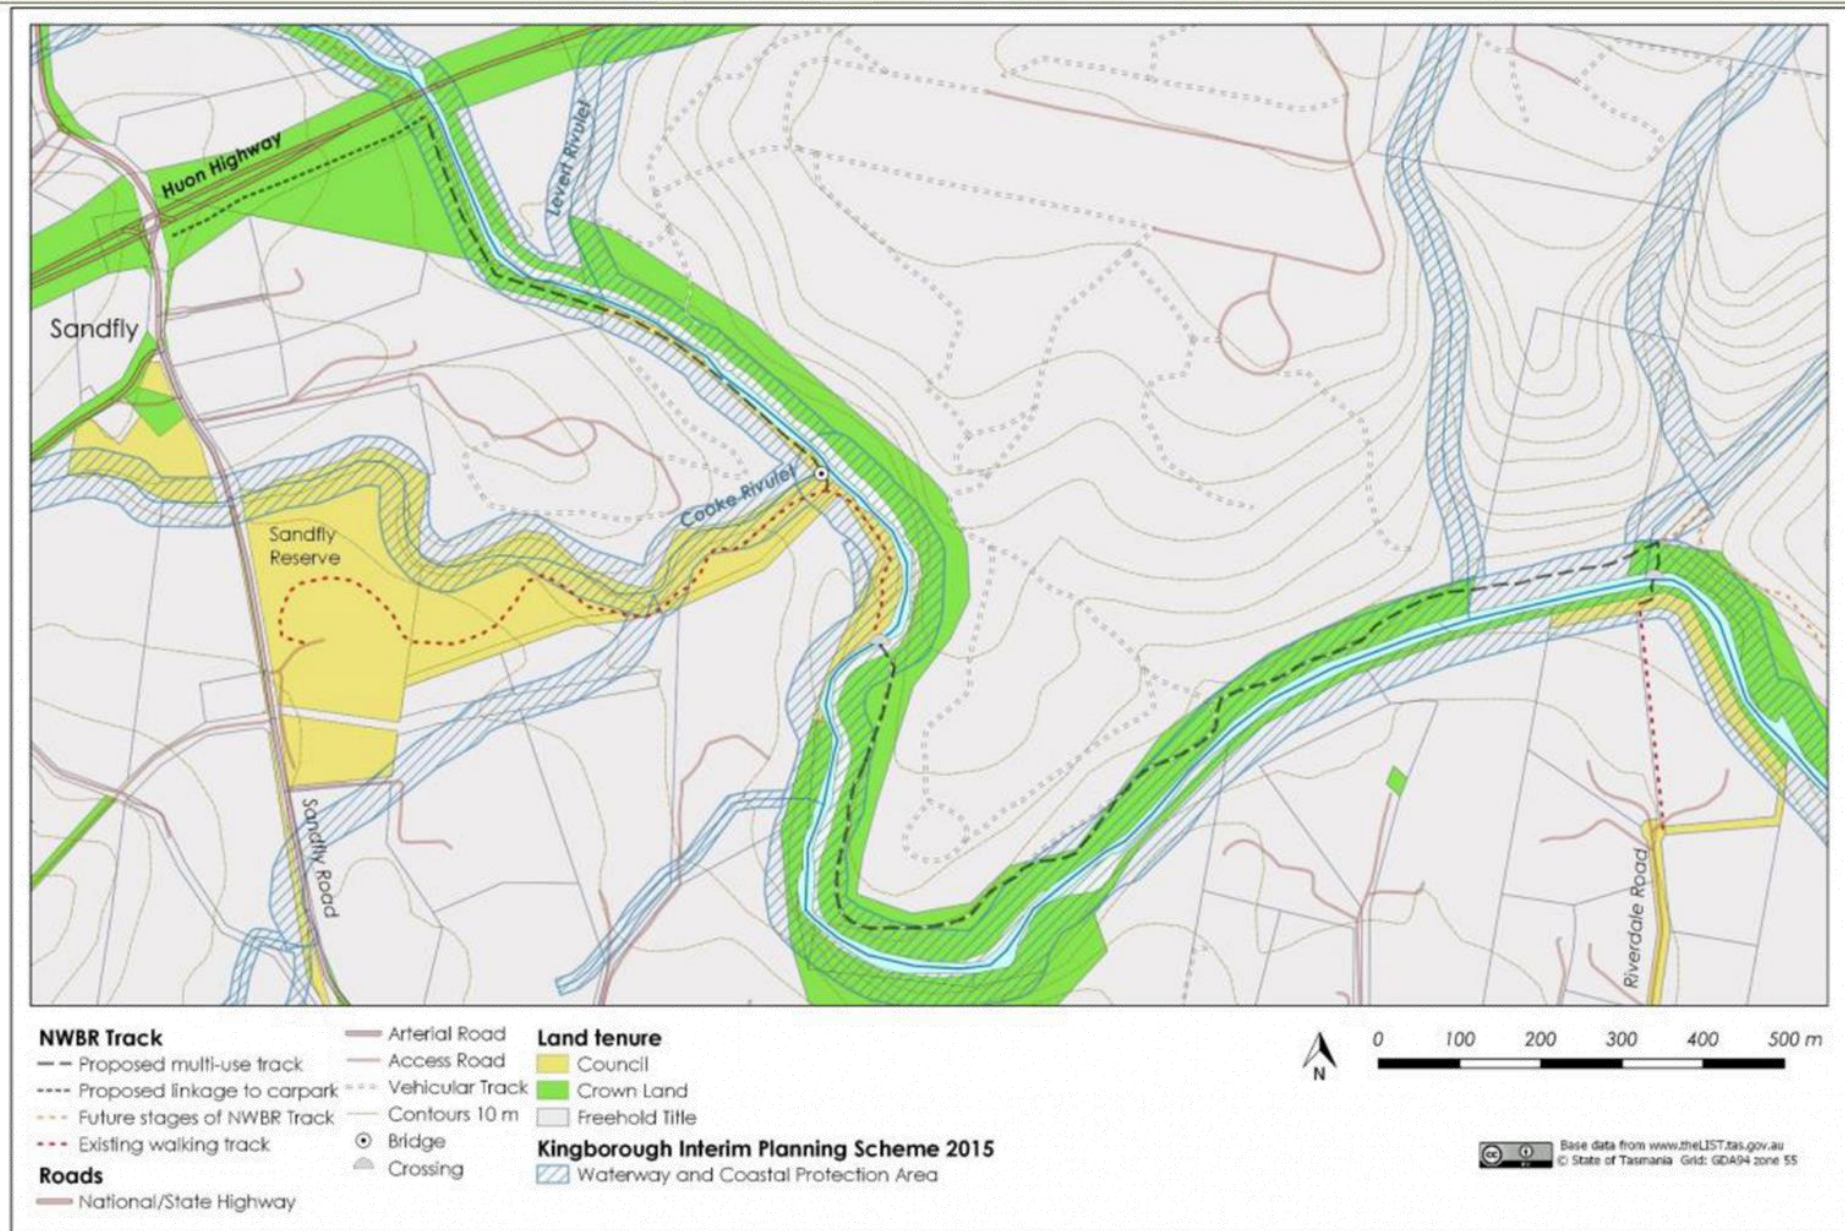 Huon Highway
Levert Rivulet
Sandfly
Cooke Rivulet
Sandfly
Reserve
Sandfly Road
Riverdale Road
NWBR Track
Proposed multi-use track
Proposed linkage to carpark
Future stages of NWBR Track
Existing walking track
Roads
National/State Highway
Arterial Road
Access Road
Vehicular Track
Contours 10 m
Bridge
Crossing
Land tenure
Council
Crown Land
Freehold Title
Kingborough Interim Planning Scheme 2015
Waterway and Coastal Protection Area
N
0 100 200 300 400 500 m
cc
Base data from www.theLIST.tas.gov.au
© State of Tasmania Grid: GDA94 zone 55